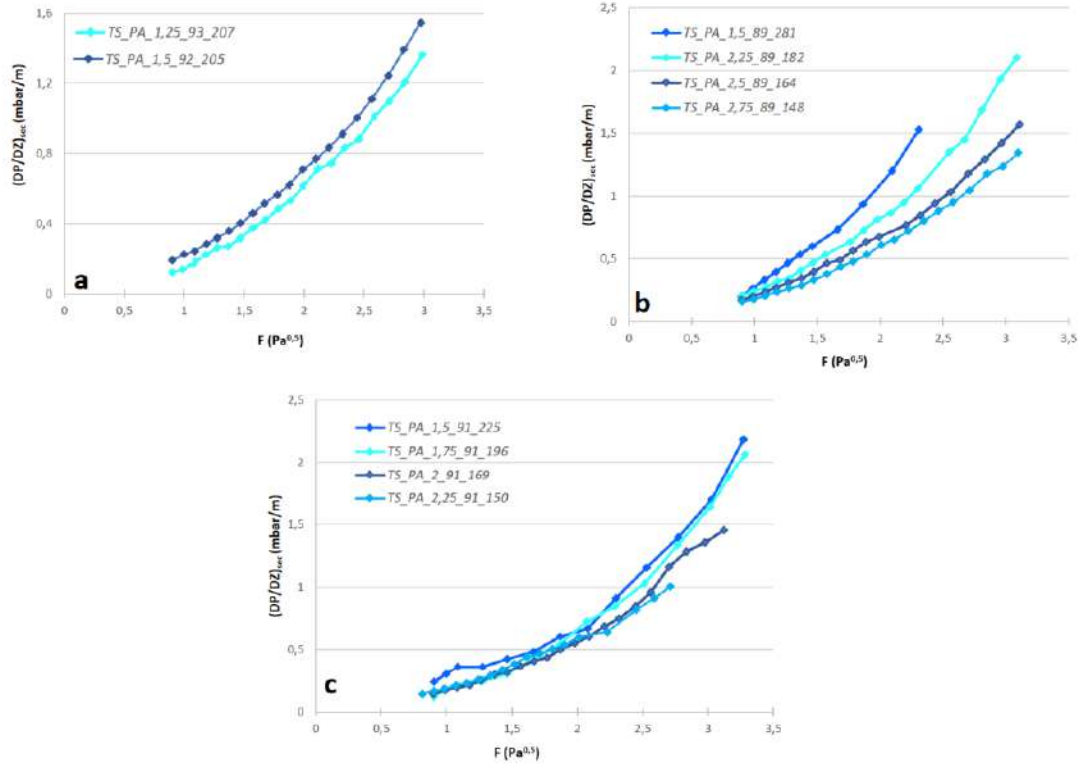 a
1,6
1,2
0,8
0,4
0
(DP/DZ)sec (mbar/m)
TS_PA_1,25_93_207
TS_PA_1,5_92_205
0 0,5 1 1,5 2 2,5 3 3,5
F (Pa0,5)
b
2,5
2
1,5
1
0,5
0
(DP/DZ)sec (mbar/m)
TS_PA_1,5_89_281
TS_PA_2,25_89_182
TS_PA_2,5_89_164
TS_PA_2,75_89_148
0 0,5 1 1,5 2 2,5 3 3,5
F (Pa0,5)
c
2,5
2
1,5
1
0,5
0
(DP/DZ)sec (mbar/m)
TS_PA_1,5_91_225
TS_PA_1,75_91_196
TS_PA_2_91_169
TS_PA_2,25_91_150
0 0,5 1 1,5 2 2,5 3 3,5
F (Pa0,5)